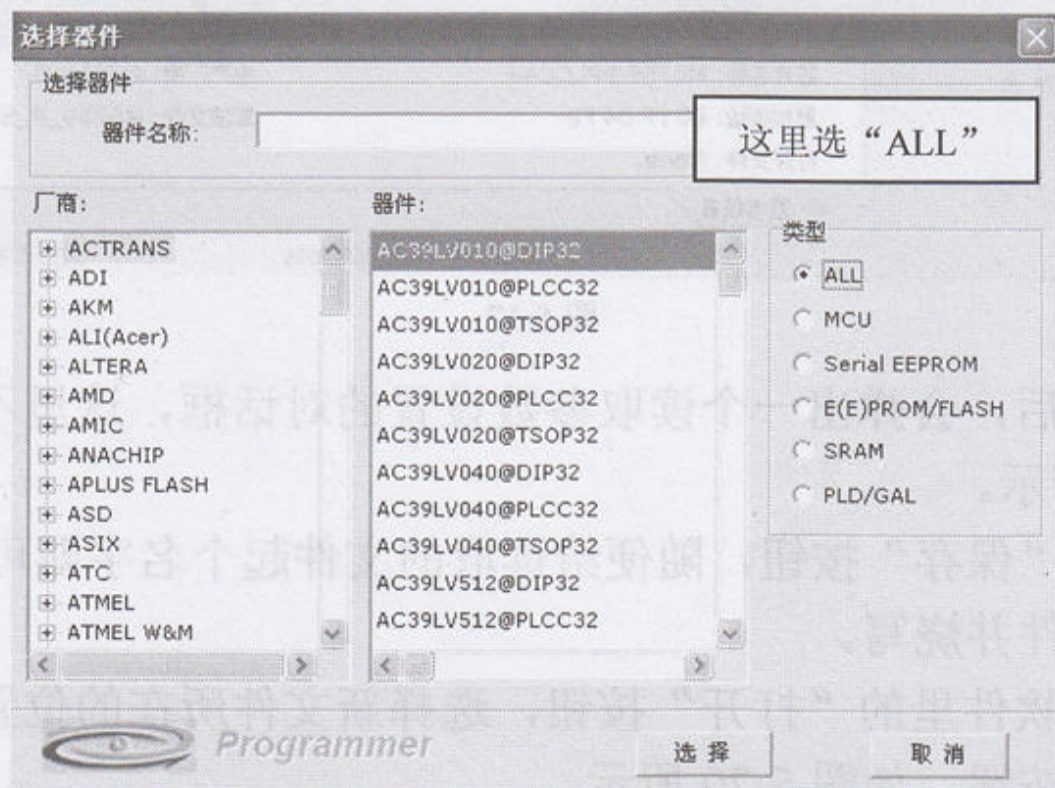 选择器件
选择器件
器件名称:
这里选“ALL”
厂商:
ACTRANS
ADI
AKM
ALI(Acer)
ALTERA
AMD
AMIC
ANACHIP
APLUS FLASH
ASD
ASIX
ATC
ATMEL
ATMEL W&M
器件:
AC39LV010@DIP32
AC39LV010@PLCC32
AC39LV010@TSOP32
AC39LV020@DIP32
AC39LV020@PLCC32
AC39LV020@TSOP32
AC39LV040@DIP32
AC39LV040@PLCC32
AC39LV040@TSOP32
AC39LV512@DIP32
AC39LV512@PLCC32
类型
ALL
MCU
Serial EEPROM
E(E)PROM/FLASH
SRAM
PLD/GAL
Programmer
选 择
取 消